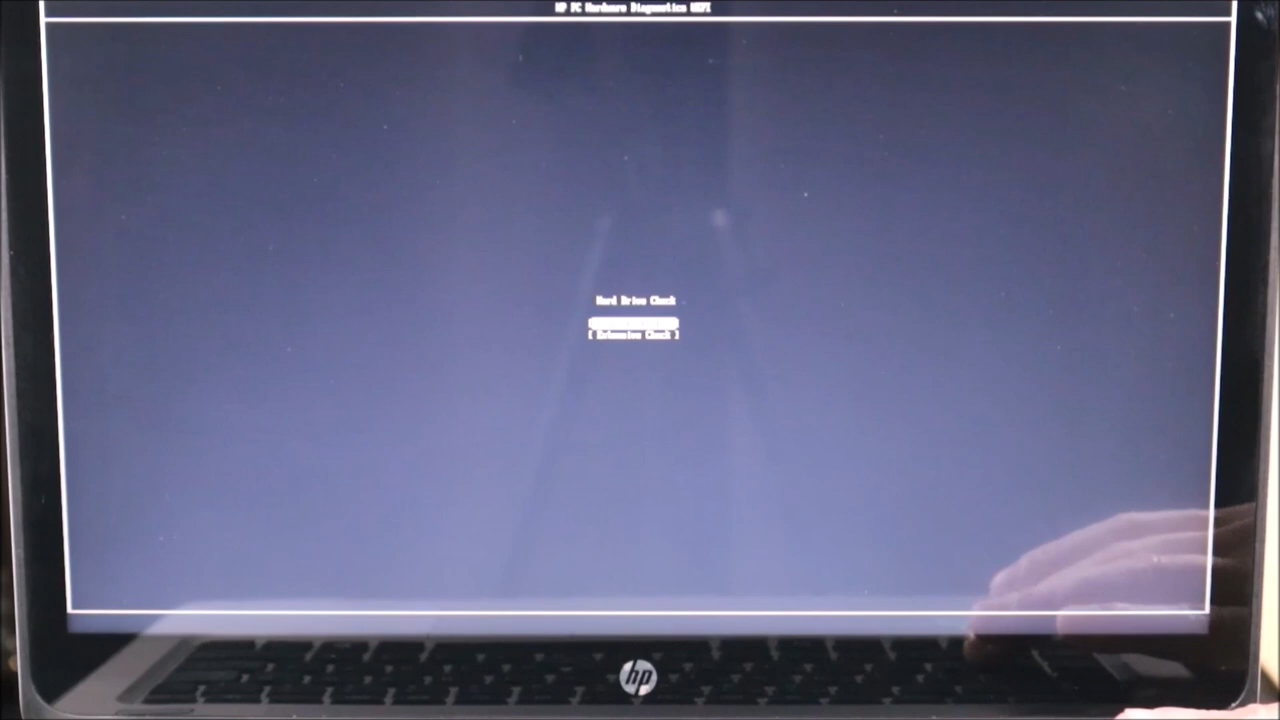 HP PC Hardware Diagnostics UEFI
Hard Drive Check
[ Extensive Check ]
hp